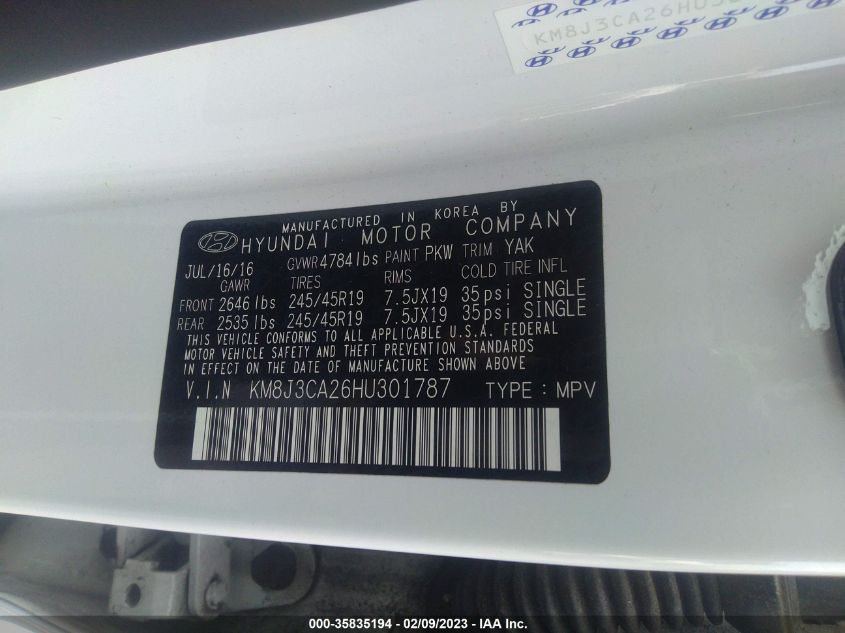 KM8J3CA26HU3
MANUFACTURED IN KOREA BY
HYUNDAI MOTOR COMPANY
JUL/16/16 GVWR 4784 lbs PAINT PKW TRIM YAK
GAWR TIRES RIMS COLD TIRE INFL
FRONT 2646 lbs 245/45R19 7.5JX19 35psi SINGLE
REAR 2535 lbs 245/45R19 7.5JX19 35psi SINGLE
THIS VEHICLE CONFORMS TO ALL APPLICABLE U.S.A. FEDERAL
MOTOR VEHICLE SAFETY AND THEFT PREVENTION STANDARDS
IN EFFECT ON THE DATE OF MANUFACTURE SHOWN ABOVE
V.I.N KM8J3CA26HU301787 TYPE : MPV
000-35835194 - 02/09/2023 - IAA Inc.